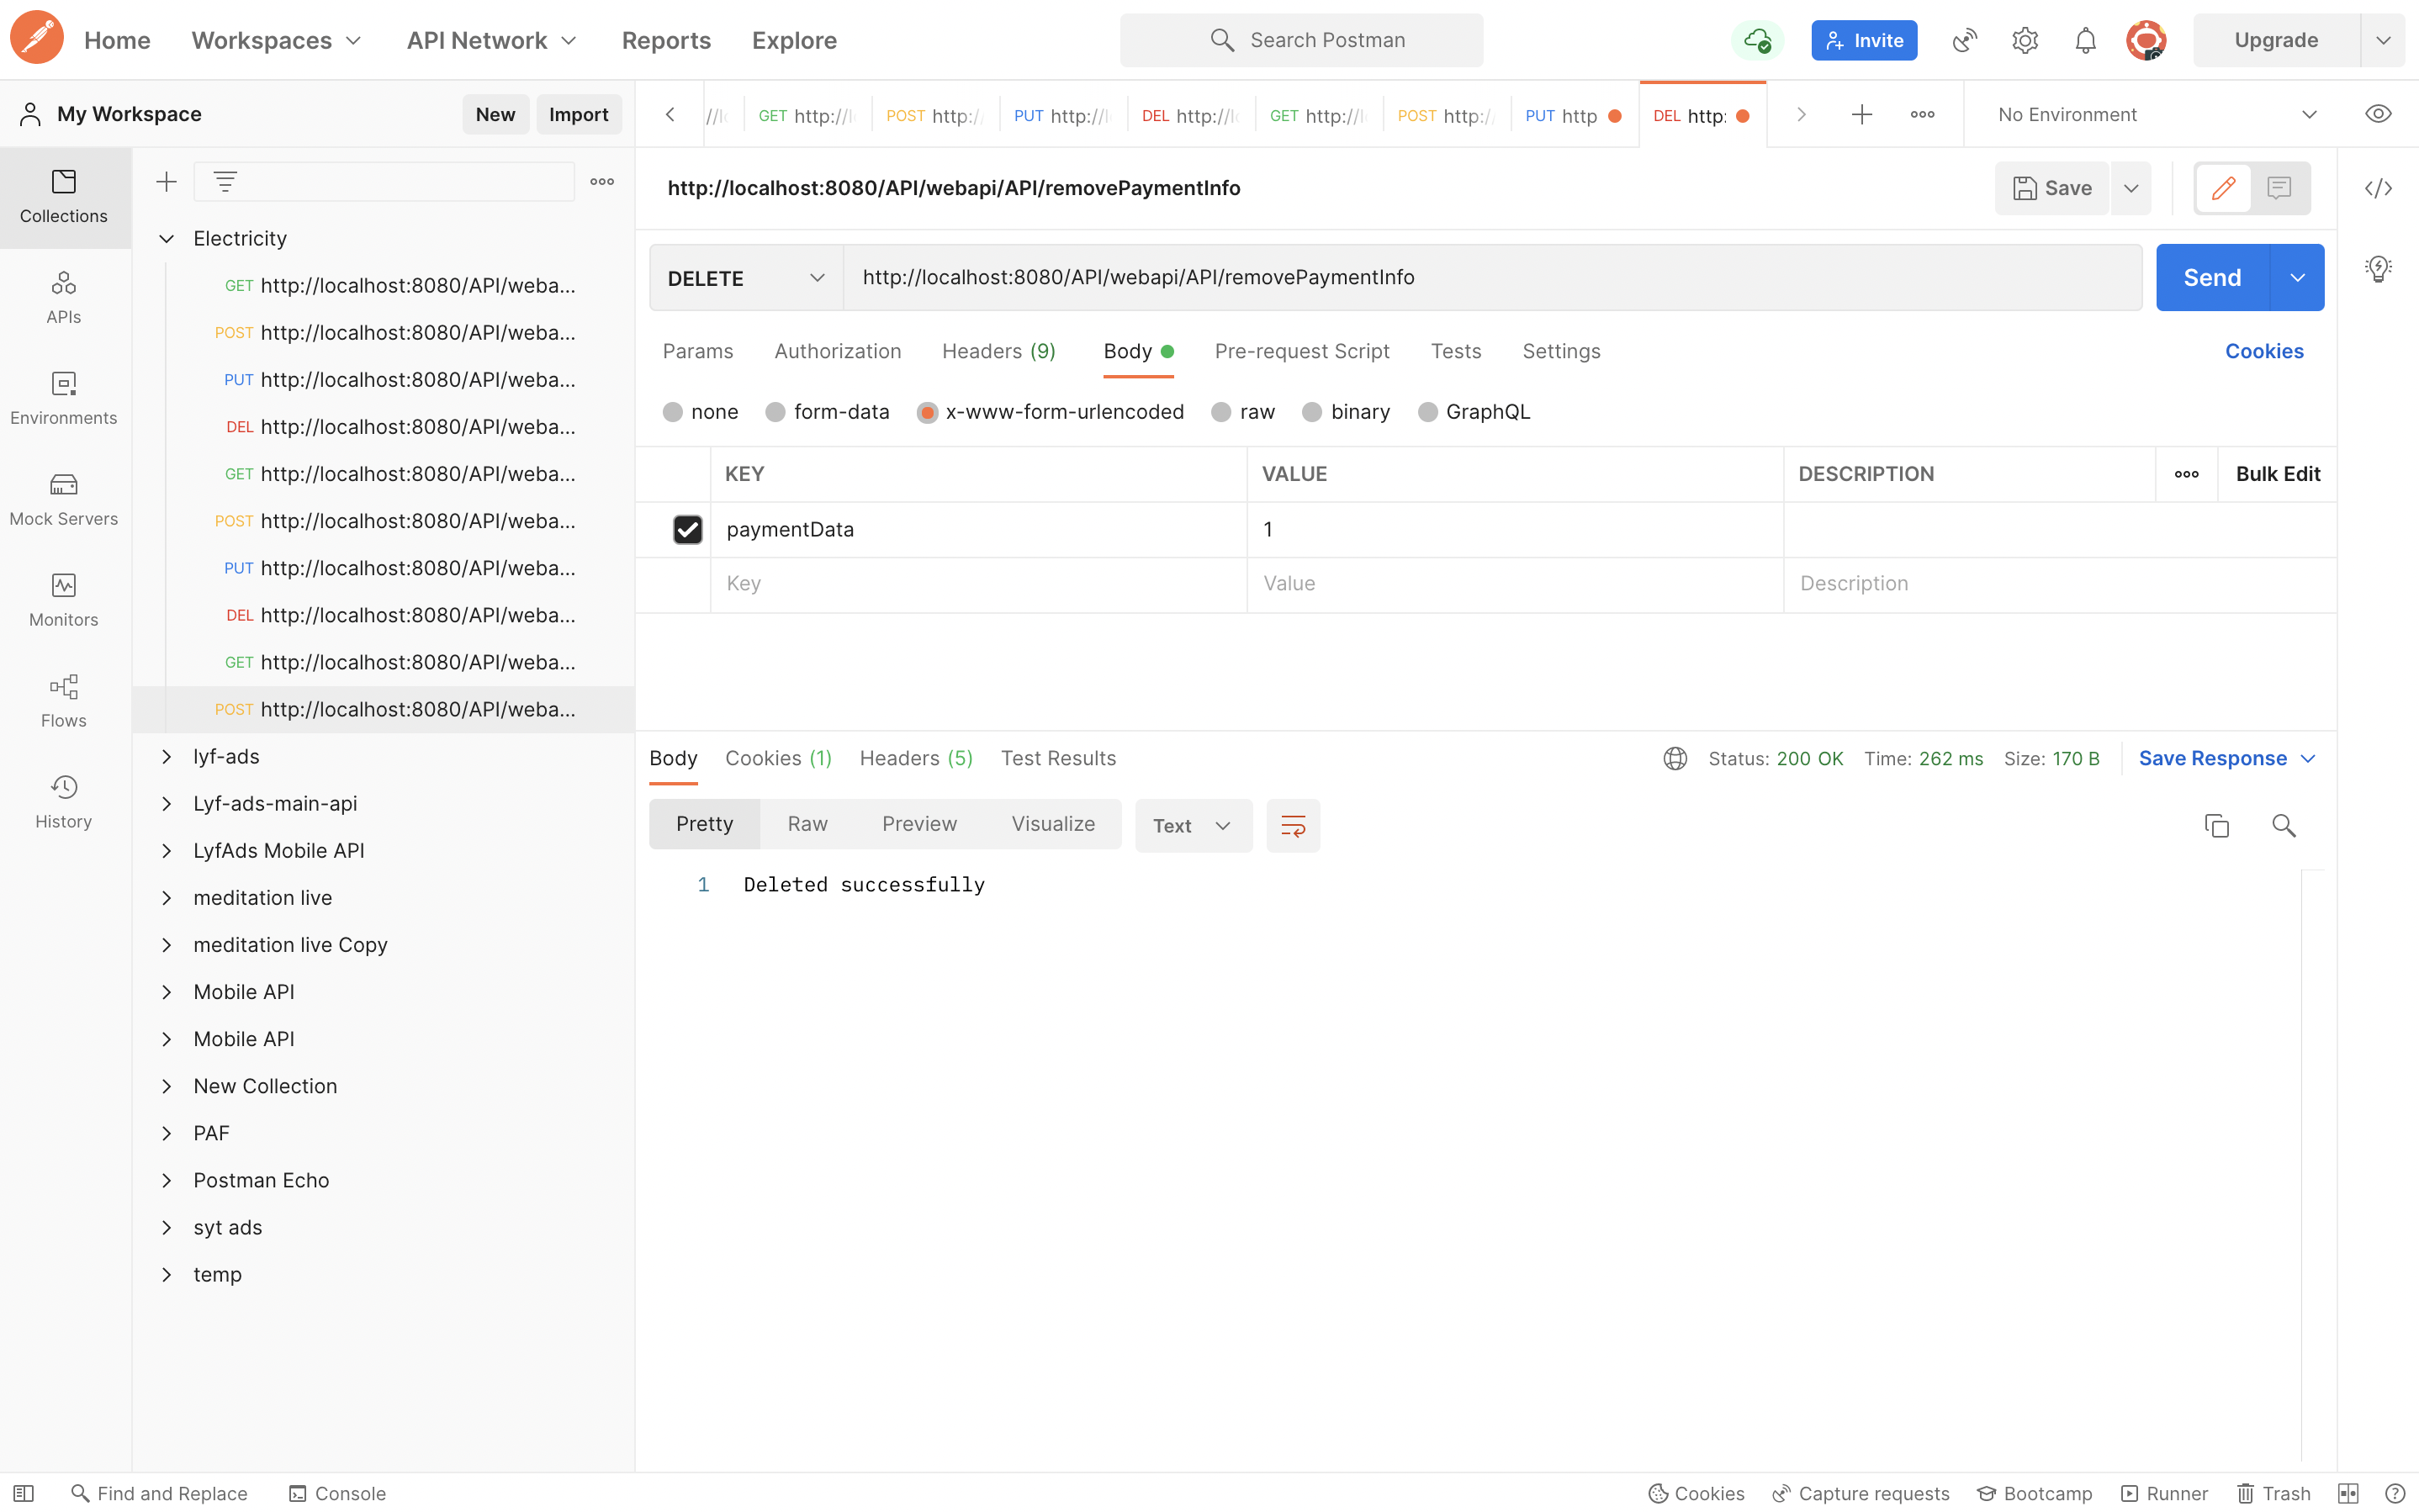 Home Workspaces API Network Reports Explore Search Postman Invite Upgrade
My Workspace New Import
GET http://l POST http:/ PUT http://l DEL http://l GET http://l POST http:/ PUT http DEL http: No Environment
Collections
APIs
Environments
Mock Servers
Monitors
Flows
History
Electricity
GET http://localhost:8080/API/weba...
POST http://localhost:8080/API/weba...
PUT http://localhost:8080/API/weba...
DEL http://localhost:8080/API/weba...
GET http://localhost:8080/API/weba...
POST http://localhost:8080/API/weba...
PUT http://localhost:8080/API/weba...
DEL http://localhost:8080/API/weba...
GET http://localhost:8080/API/weba...
POST http://localhost:8080/API/weba...
lyf-ads
Lyf-ads-main-api
LyfAds Mobile API
meditation live
meditation live Copy
Mobile API
Mobile API
New Collection
PAF
Postman Echo
syt ads
temp
http://localhost:8080/API/webapi/API/removePaymentInfo Save
DELETE http://localhost:8080/API/webapi/API/removePaymentInfo Send
Params Authorization Headers (9) Body Pre-request Script Tests Settings Cookies
none form-data x-www-form-urlencoded raw binary GraphQL
KEY VALUE DESCRIPTION Bulk Edit
paymentData 1
Key Value Description
Body Cookies (1) Headers (5) Test Results Status: 200 OK Time: 262 ms Size: 170 B Save Response
Pretty Raw Preview Visualize Text
1 Deleted successfully
Find and Replace Console Cookies Capture requests Bootcamp Runner Trash